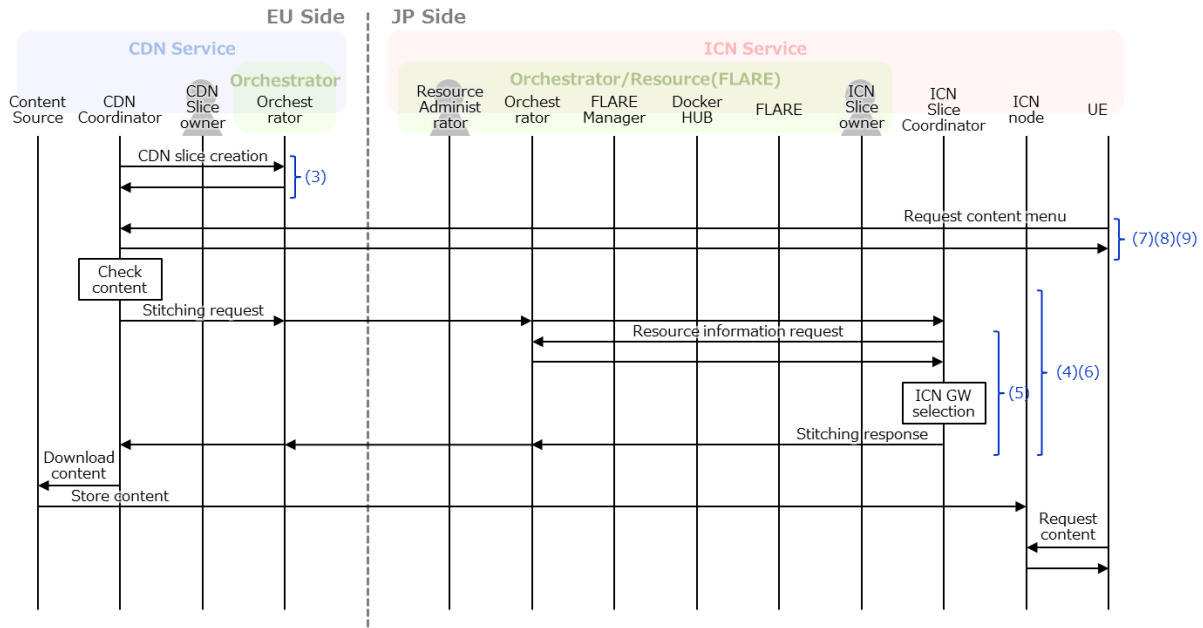 EU Side
JP Side
CDN Service
ICN Service
Orchestrator
Orchestrator/Resource(FLARE)
Content
Source
CDN
Coordinator
CDN
Slice
owner
Orchest
rator
Resource
Administ
rator
Orchest
rator
FLARE
Manager
Docker
HUB
FLARE
ICN
Slice
owner
ICN
Slice
Coordinator
ICN
node
UE
CDN slice creation
(3)
Request content menu
(7)(8)(9)
Check
content
Stitching request
Resource information request
(4)(6)
(5)
ICN GW
selection
Stitching response
Download
content
Store content
Request
content